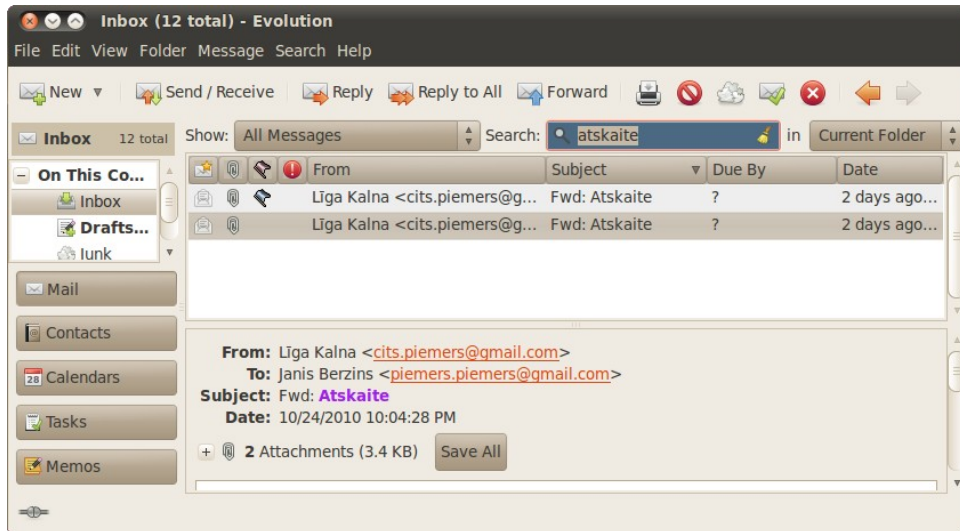 Inbox (12 total) - Evolution
File Edit View Folder Message Search Help
New Send / Receive Reply Reply to All Forward
Inbox 12 total Show: All Messages Search: atskaite in Current Folder
From Subject Due By Date
On This Co...
Inbox
Drafts...
Junk
Līga Kalna <cits.piemers@g... Fwd: Atskaite ? 2 days ago...
Līga Kalna <cits.piemers@g... Fwd: Atskaite ? 2 days ago...
Mail
Contacts
28 Calendars
Tasks
Memos
From: Līga Kalna <cits.piemers@gmail.com>
To: Janis Berzins <piemers.piemers@gmail.com>
Subject: Fwd: Atskaite
Date: 10/24/2010 10:04:28 PM
2 Attachments (3.4 KB) Save All